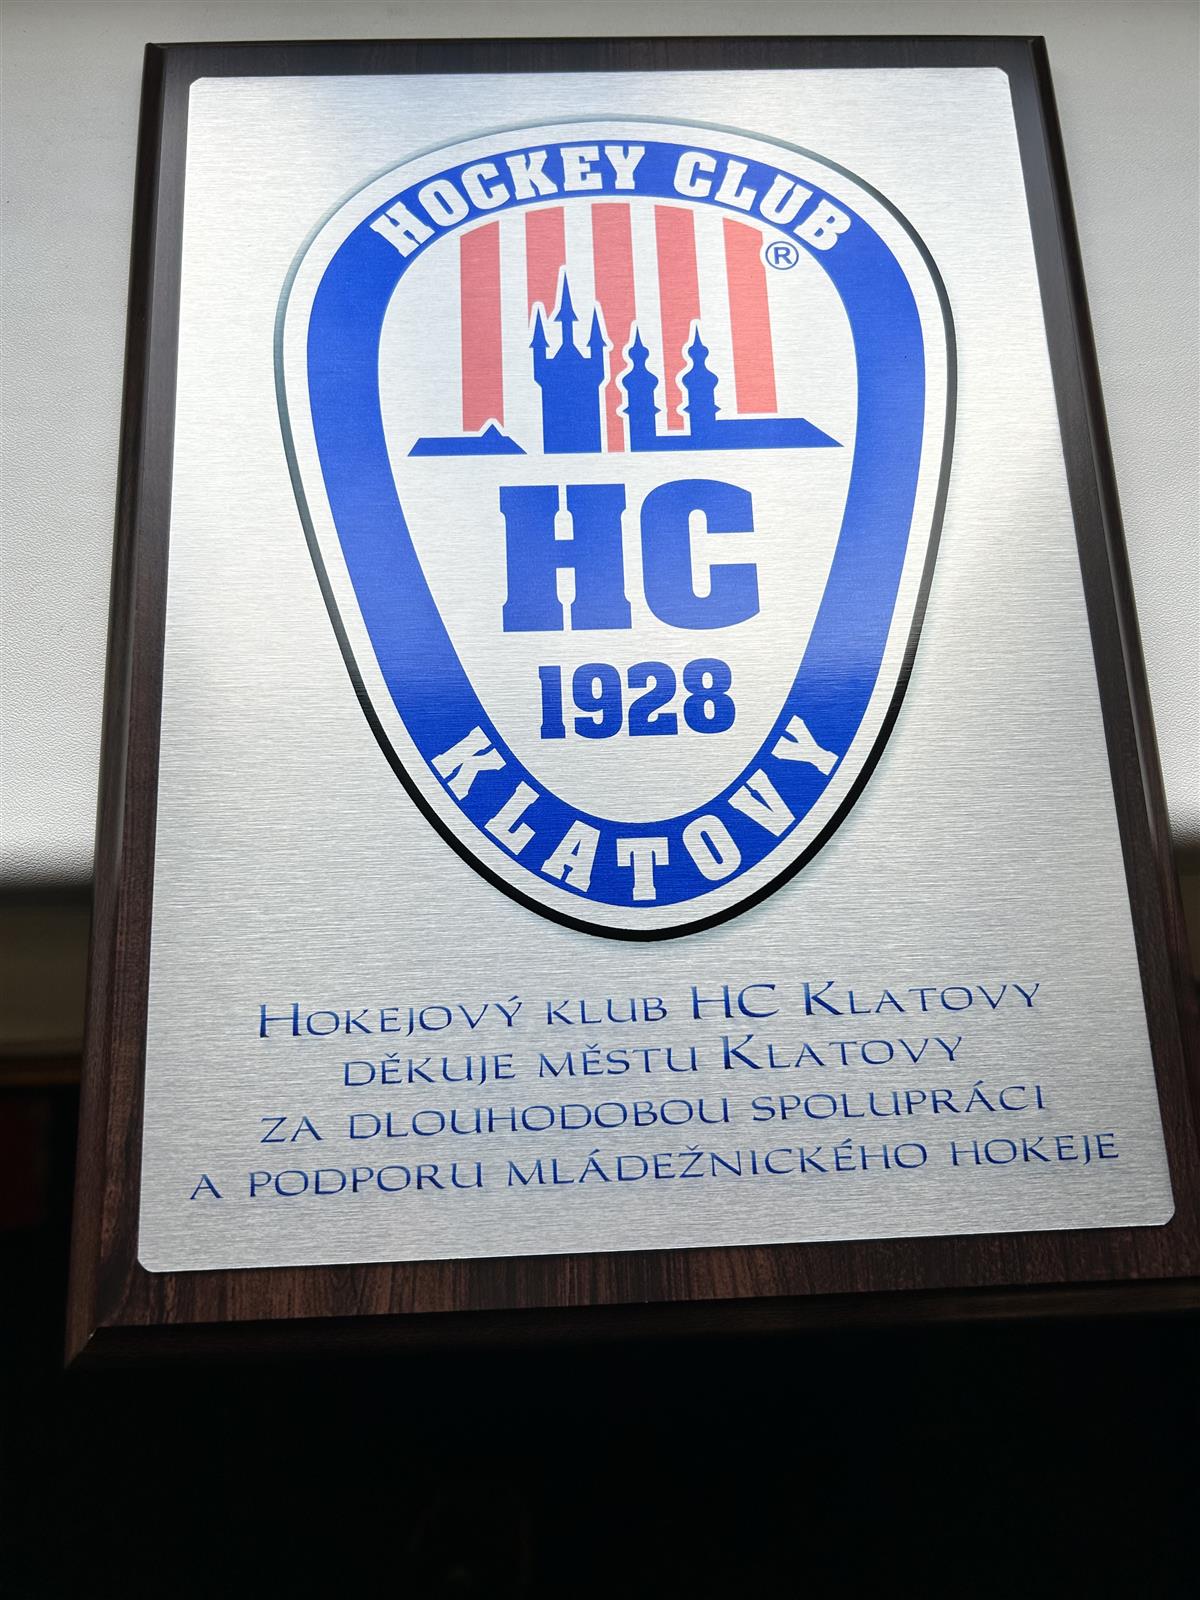 HOCKEY CLUB
®
HC
1928
KLATOVY
HOKEJOVÝ KLUB HC KLATOVY
DĚKUJE MĚSTU KLATOVY
ZA DLOUHODOBOU SPOLUPRÁCI
A PODPORU MLÁDEŽNICKÉHO HOKEJE